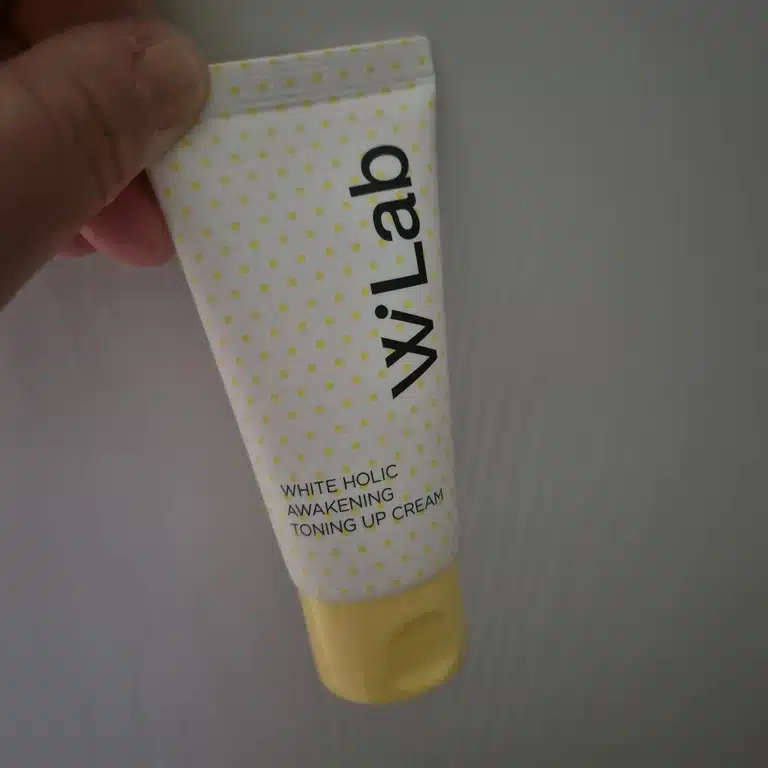 W.Lab
WHITE HOLIC
AWAKENING
TONING UP CREAM